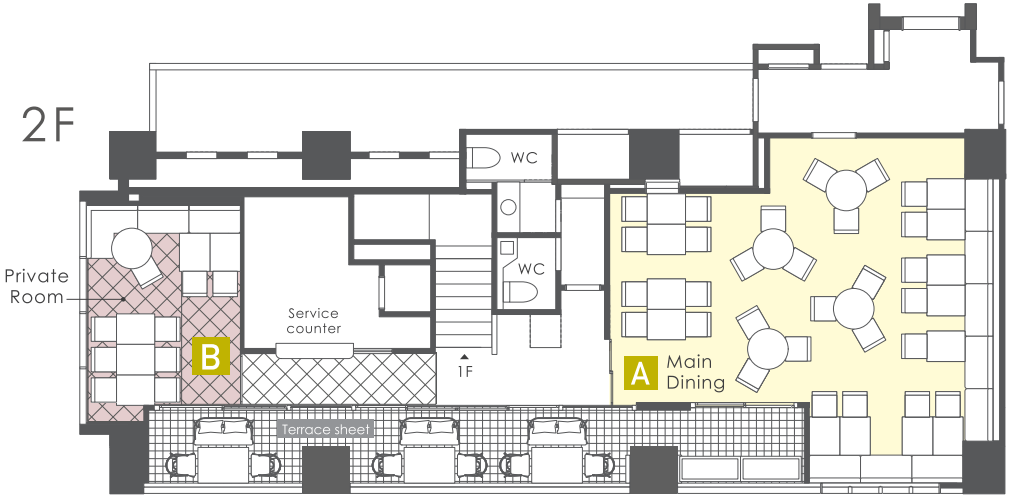 2F
WC
WC
Private
Room
Service
counter
B
1F
A
Main
Dining
Terrace sheet